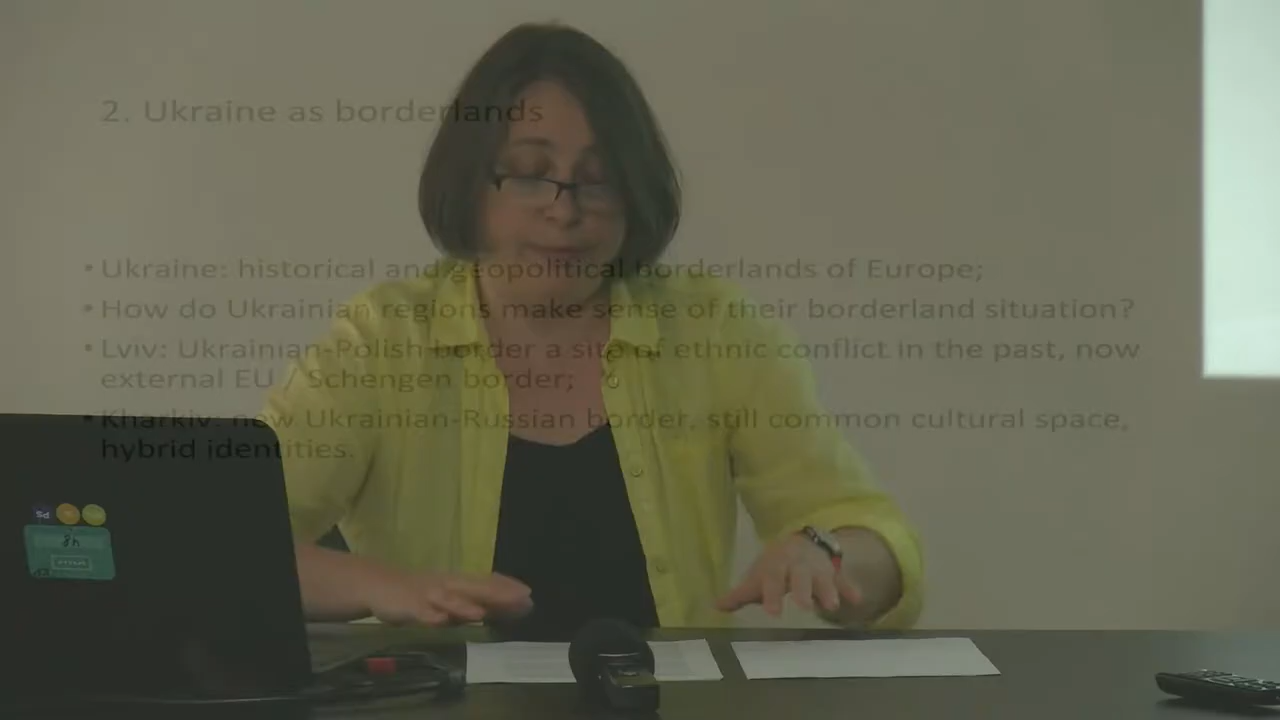 2. Ukraine as borderlands
• Ukraine: historical and geopolitical borderlands of Europe;
• How do Ukrainian regions make sense of their borderland situation?
• Lviv: Ukrainian-Polish border a site of ethnic conflict in the past, now
external EU / Schengen border;
• Kharkiv: new Ukrainian-Russian border, still common cultural space,
hybrid identities.